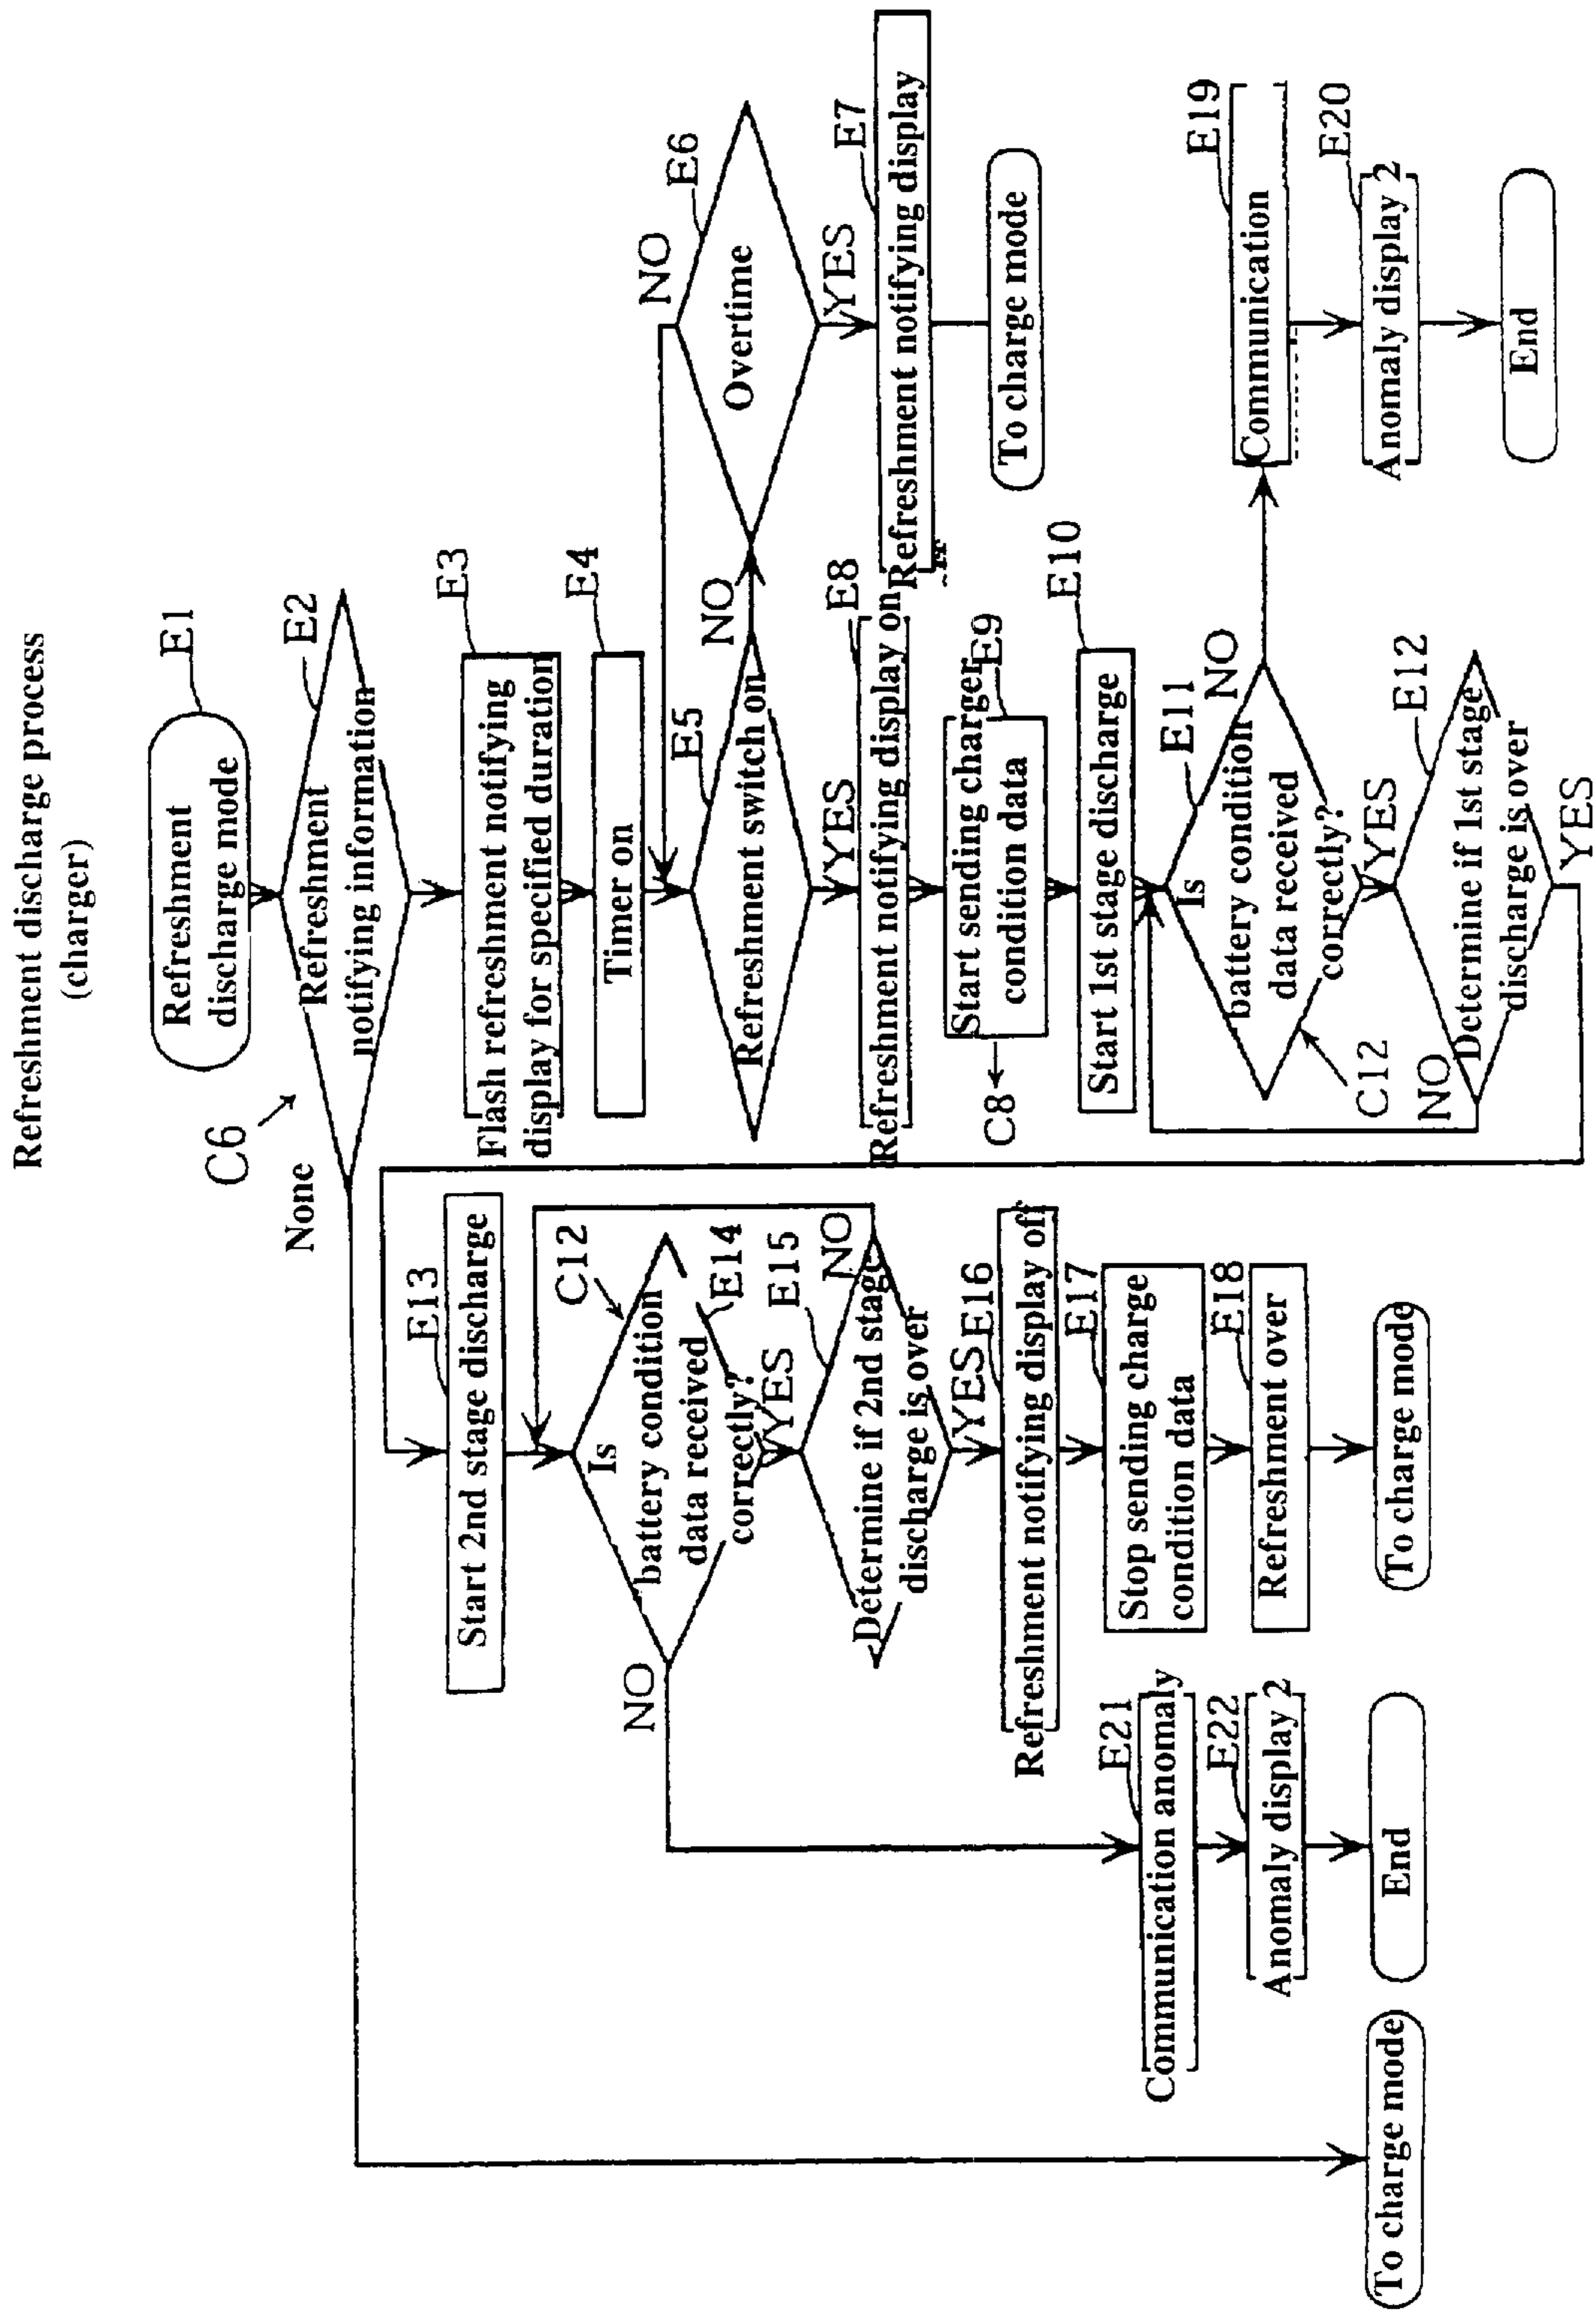 Refreshment discharge process
(charger)
E1
Refreshment
discharge mode
C6
E2
Refreshment
notifying information
None
E3
Flash refreshment notifying
display for specified duration
E4
Timer on
E5
Refreshment switch on
NO
YES
E6
Overtime
NO
YES
E7
Refreshment notifying display
To charge mode
E8
Refreshment notifying display on
E9
Start sending charger
condition data
C8
E10
Start 1st stage discharge
E11
Is
battery condition
data received
correctly?
C12
NO
YES
E19
Communication
E20
Anomaly display 2
End
E12
Determine if 1st stage
discharge is over
NO
YES
E13
Start 2nd stage discharge
C12
Is
battery condition
data received
correctly?
E14
NO
YES
E15
Determine if 2nd stage
discharge is over
NO
YES
E16
Refreshment notifying display off
E17
Stop sending charge
condition data
E18
Refreshment over
To charge mode
E21
Communication anomaly
E22
Anomaly display 2
End
To charge mode